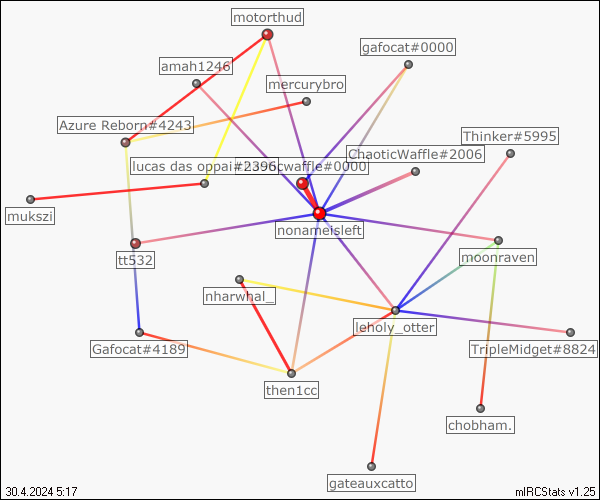 motorthud
gafocat#0000
amah1246
mercurybro
Azure Reborn#4243
Thinker#5995
ChaoticWaffle#2006
lucas das oppai#2396
cwaffle#0000
mukszi
nonameisleft
moonraven
tt532
nharwhal_
leholy_otter
Gafocat#4189
TripleMidget#8824
then1cc
chobham.
gateauxcatto
30.4.2024 5:17
mIRCStats v1.25